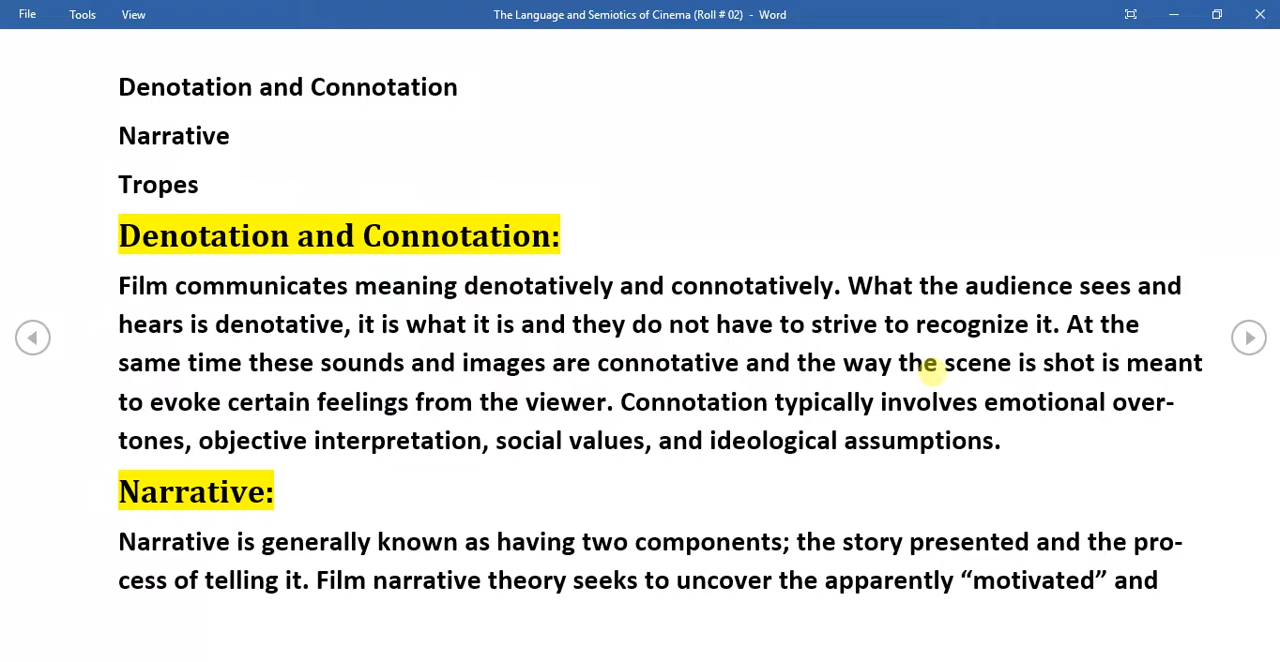 File Tools View The Language and Semiotics of Cinema (Roll # 02) - Word
Denotation and Connotation
Narrative
Tropes
Denotation and Connotation:
Film communicates meaning denotatively and connotatively. What the audience sees and
hears is denotative, it is what it is and they do not have to strive to recognize it. At the
same time these sounds and images are connotative and the way the scene is shot is meant
to evoke certain feelings from the viewer. Connotation typically involves emotional over-
tones, objective interpretation, social values, and ideological assumptions.
Narrative:
Narrative is generally known as having two components; the story presented and the pro-
cess of telling it. Film narrative theory seeks to uncover the apparently “motivated” and